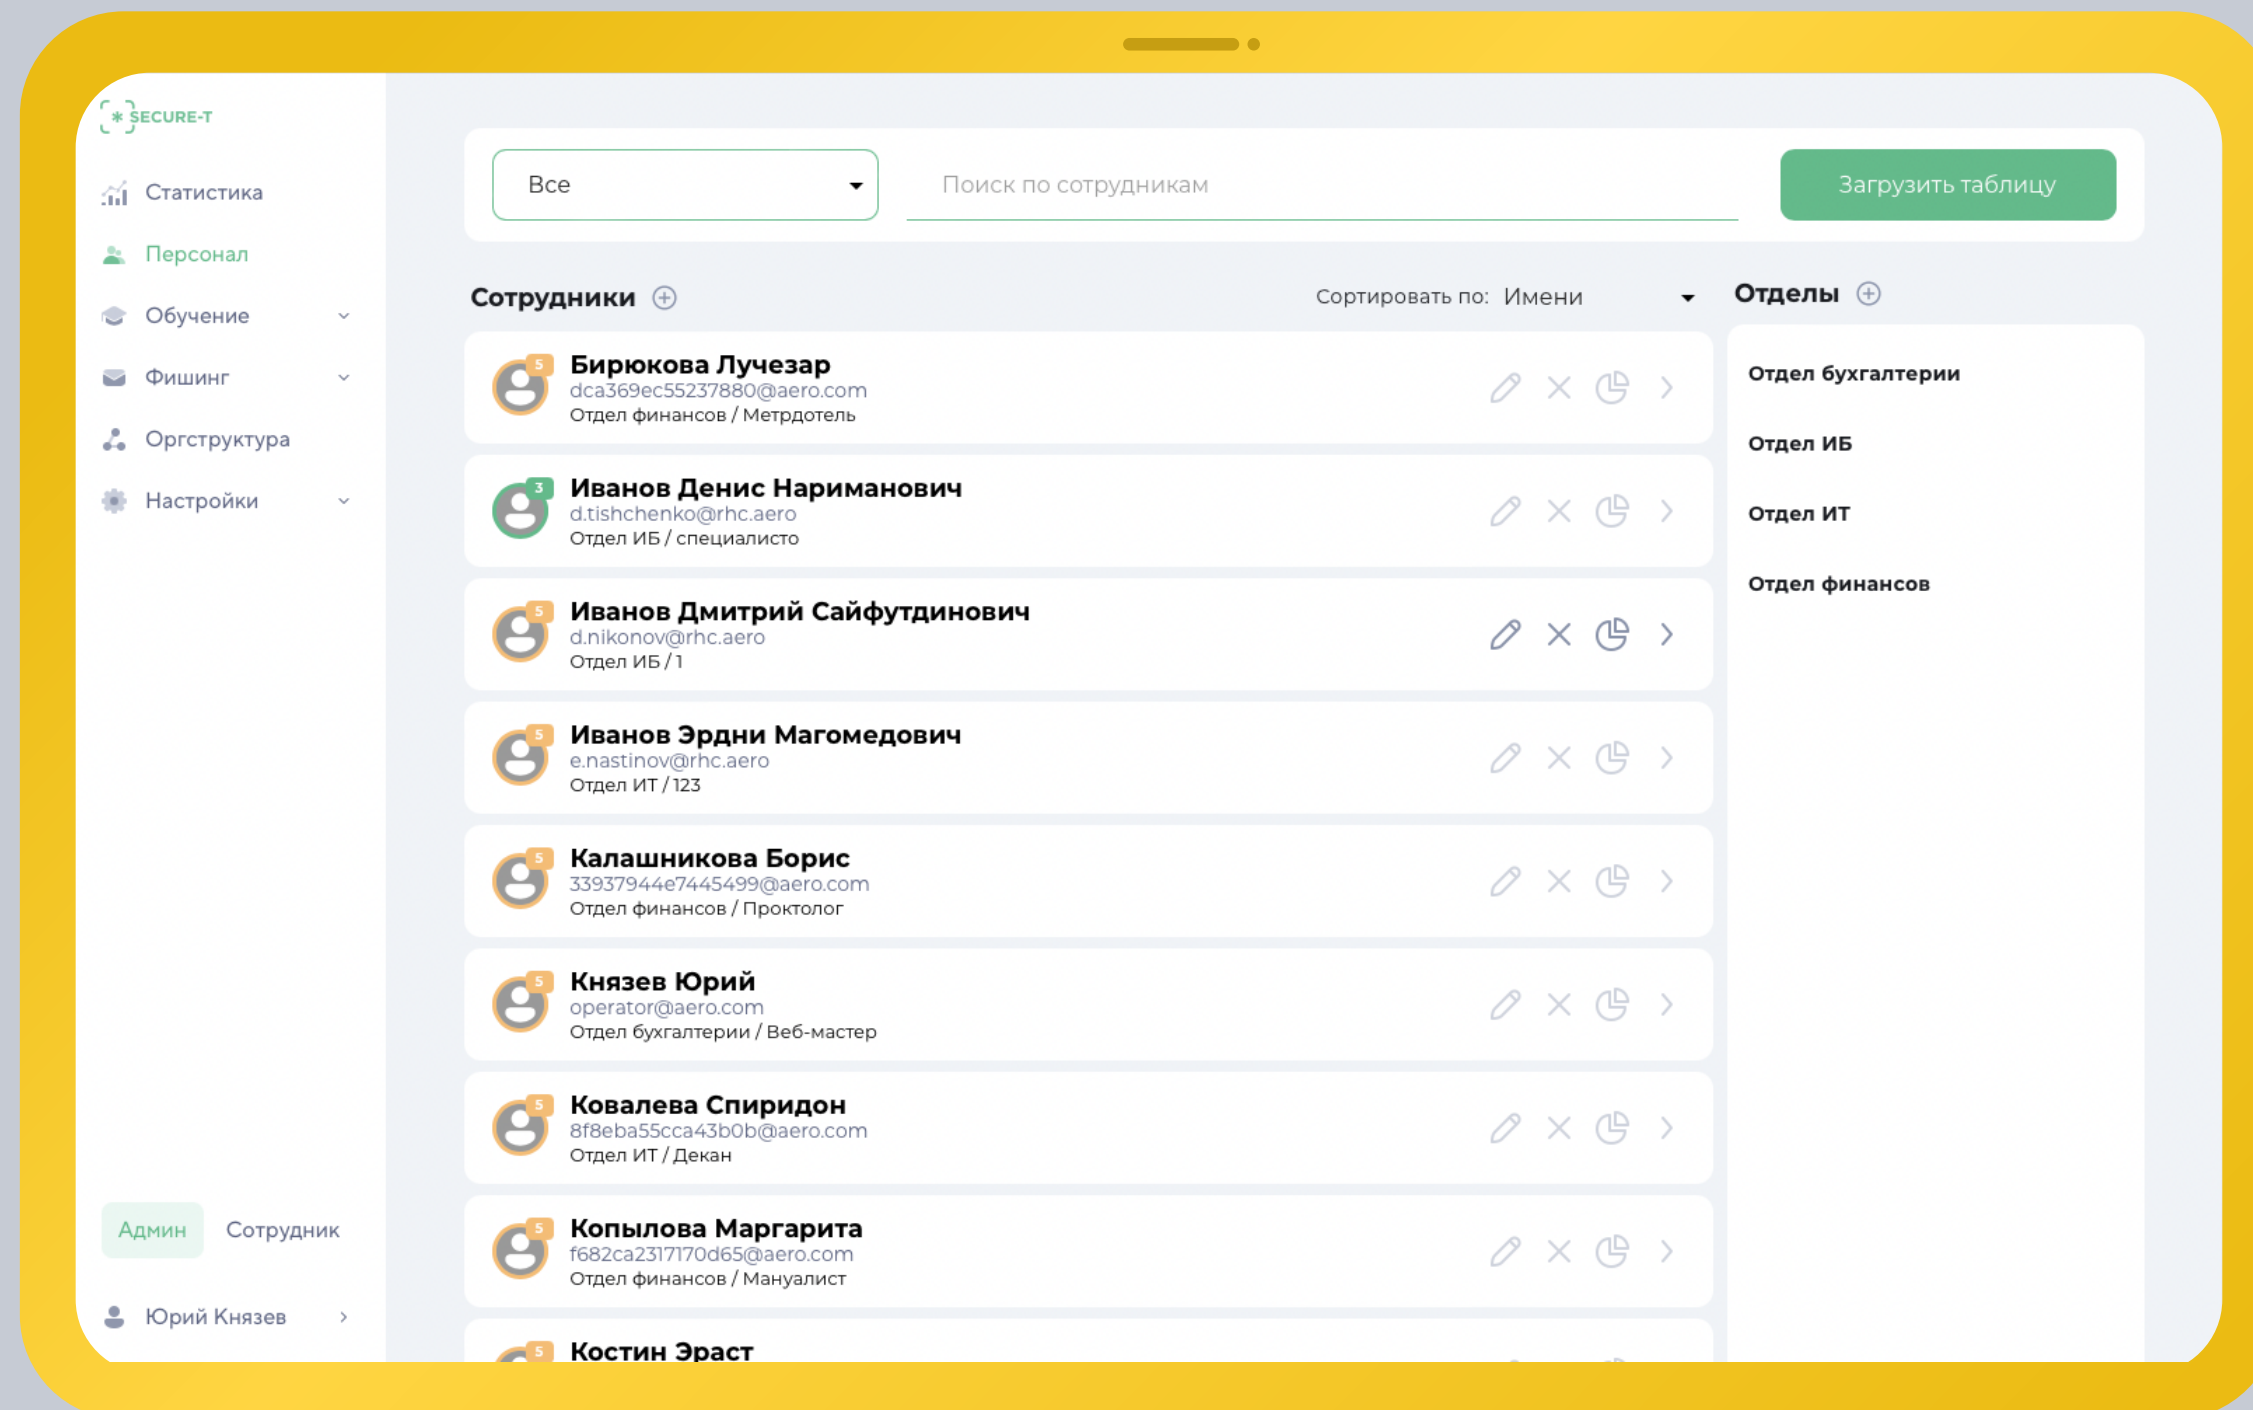 SECURE-T
Статистика
Персонал
Обучение
Фишинг
Оргструктура
Настройки
Админ Сотрудник
Юрий Князев
Все
Поиск по сотрудникам
Загрузить таблицу
Сотрудники
Сортировать по: Имени
5
Бирюкова Лучезар
dca369ec55237880@aero.com
Отдел финансов / Метрдотель
3
Иванов Денис Нариманович
d.tishchenko@rhc.aero
Отдел ИБ / специалисто
5
Иванов Дмитрий Сайфутдинович
d.nikonov@rhc.aero
Отдел ИБ / 1
5
Иванов Эрдни Магомедович
e.nastinov@rhc.aero
Отдел ИТ / 123
5
Калашникова Борис
33937944e7445499@aero.com
Отдел финансов / Проктолог
5
Князев Юрий
operator@aero.com
Отдел бухгалтерии / Веб-мастер
5
Ковалева Спиридон
8f8eba55cca43b0b@aero.com
Отдел ИТ / Декан
5
Копылова Маргарита
f682ca2317170d65@aero.com
Отдел финансов / Мануалист
5
Костин Эраст
Отделы
Отдел бухгалтерии
Отдел ИБ
Отдел ИТ
Отдел финансов